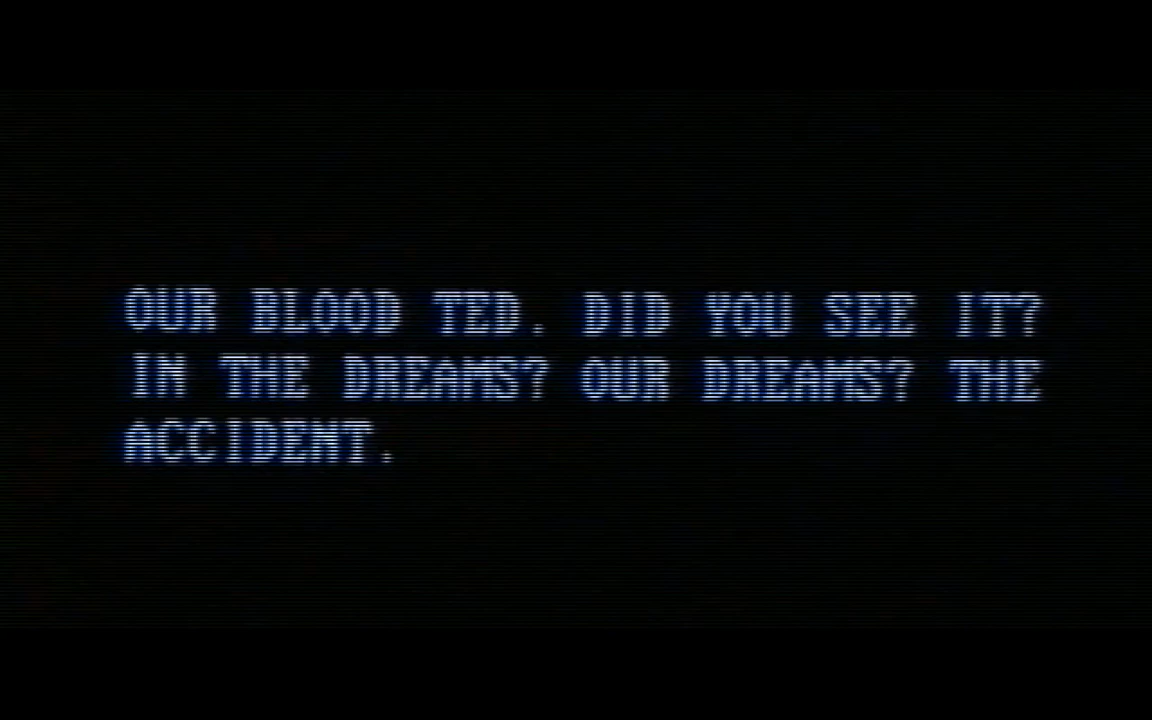 OUR BLOOD TED. DID YOU SEE IT?
IN THE DREAMS? OUR DREAMS? THE
ACCIDENT.